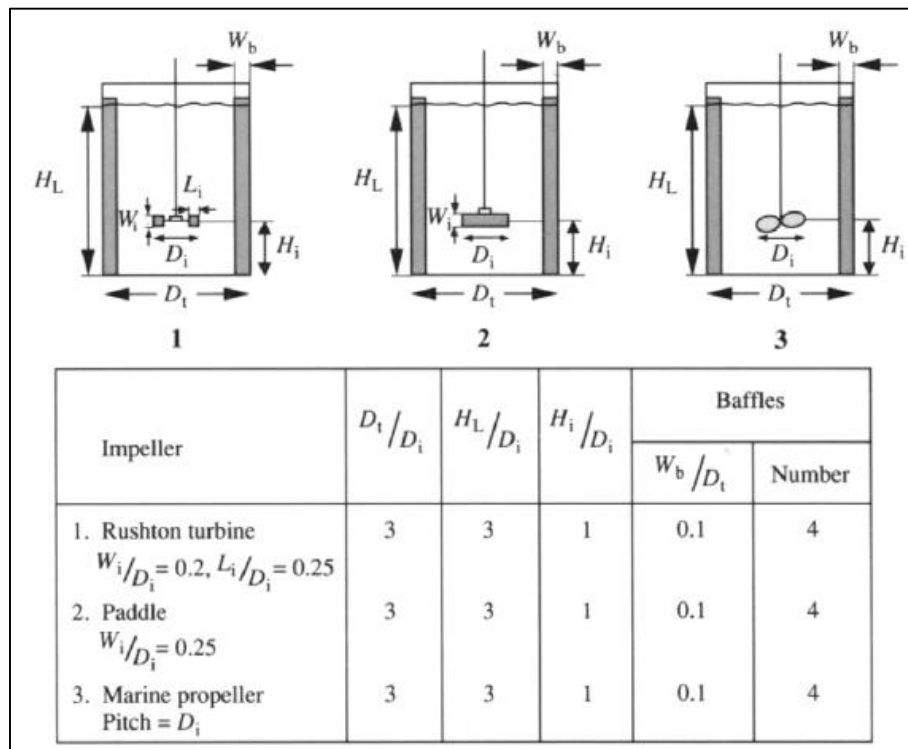 W_b
W_b
W_b
H_L
L_i
W_i
D_i
H_i
D_t
H_L
W_i
D_i
H_i
D_t
H_L
D_i
H_i
D_t
1
2
3
Impeller
D_t/D_i
H_L/D_i
H_i/D_i
Baffles
W_b/D_t
Number
1. Rushton turbine 3 3 1 0.1 4
W_i/D_i = 0.2, L_i/D_i = 0.25
2. Paddle 3 3 1 0.1 4
W_i/D_i = 0.25
3. Marine propeller 3 3 1 0.1 4
Pitch = D_i